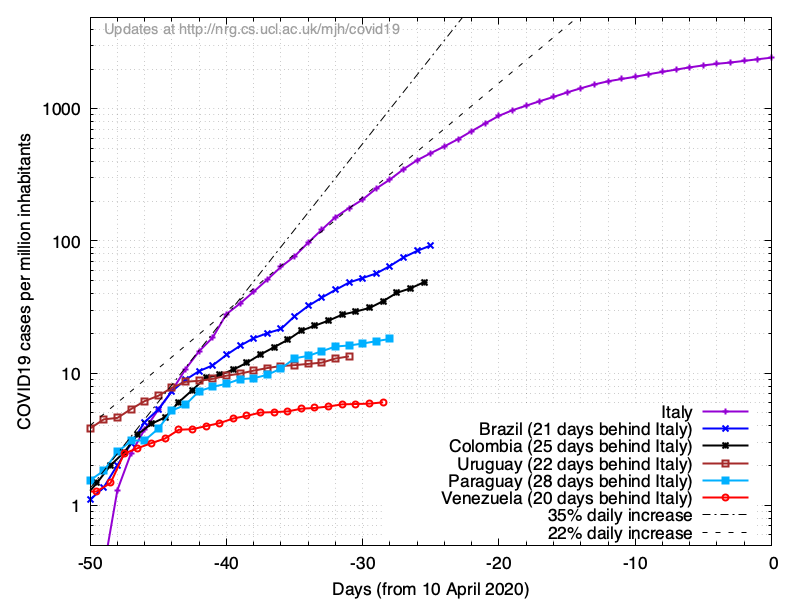 Updates at http://nrg.cs.ucl.ac.uk/mjh/covid19
1000
100
10
1
COVID19 cases per million inhabitants
Italy
Brazil (21 days behind Italy)
Colombia (25 days behind Italy)
Uruguay (22 days behind Italy)
Paraguay (28 days behind Italy)
Venezuela (20 days behind Italy)
35% daily increase
22% daily increase
-50 -40 -30 -20 -10 0
Days (from 10 April 2020)